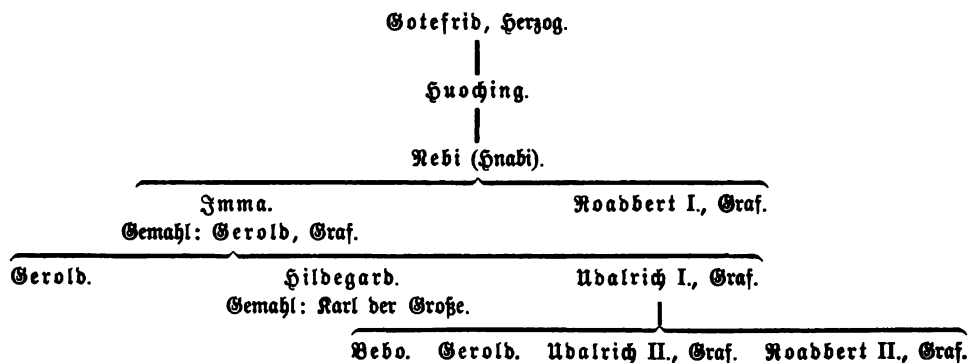 Gotefrid, Herzog.
Huoching.
Nebi (Hnabi).
Imma. Roadbert I., Graf.
Gemahl: Gerold, Graf.
Gerold. Hildegard. Udalrich I., Graf.
Gemahl: Karl der Große.
Bebo. Gerold. Udalrich II., Graf. Roadbert II., Graf.